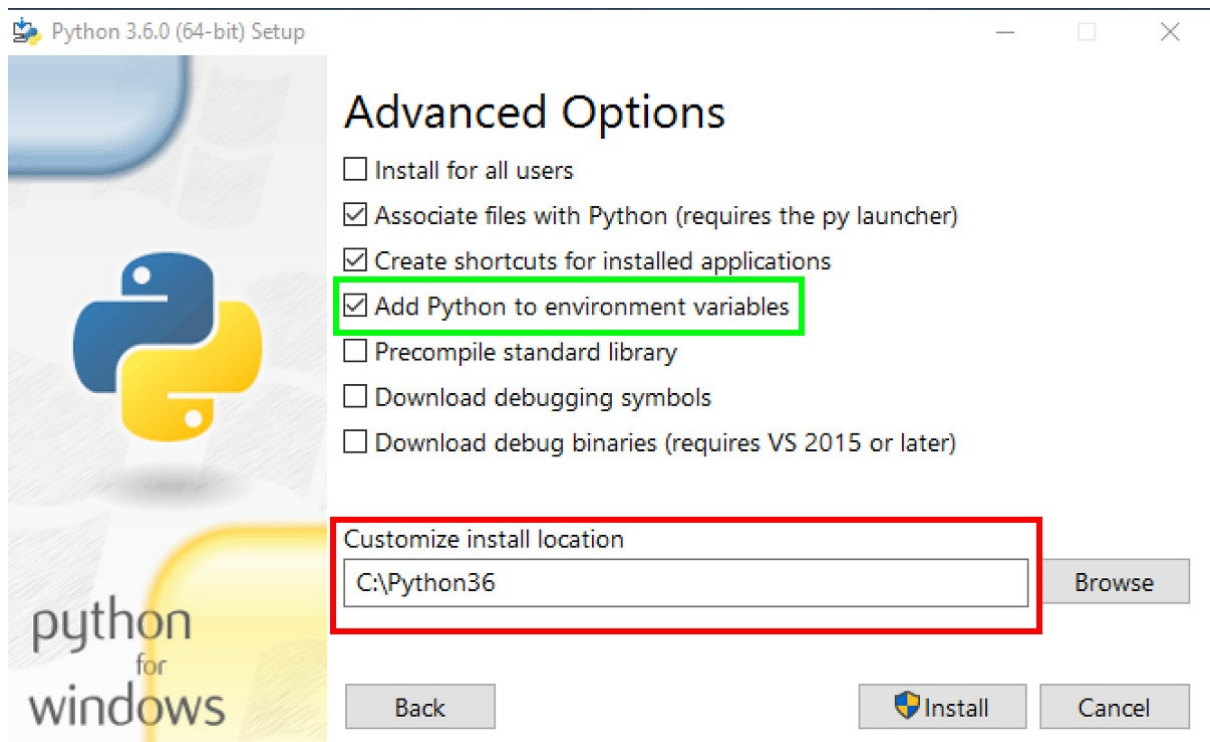 Python 3.6.0 (64-bit) Setup
Advanced Options
Install for all users
Associate files with Python (requires the py launcher)
Create shortcuts for installed applications
Add Python to environment variables
Precompile standard library
Download debugging symbols
Download debug binaries (requires VS 2015 or later)
Customize install location
C:\Python36
Browse
python
for
windows
Back
Install
Cancel